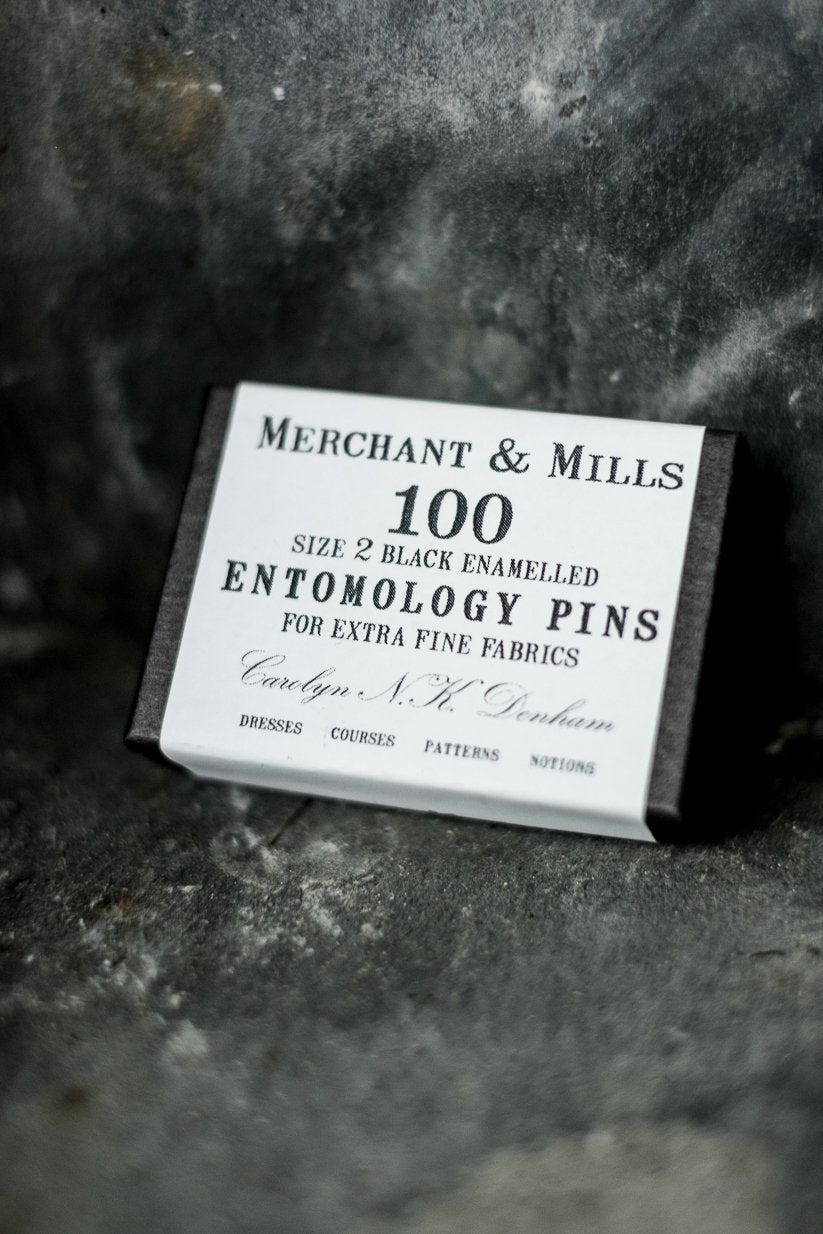 MERCHANT & MILLS
100
SIZE 2 BLACK ENAMELLED
ENTOMOLOGY PINS
FOR EXTRA FINE FABRICS
Carolyn N.K. Denham
DRESSES COURSES PATTERNS NOTIONS